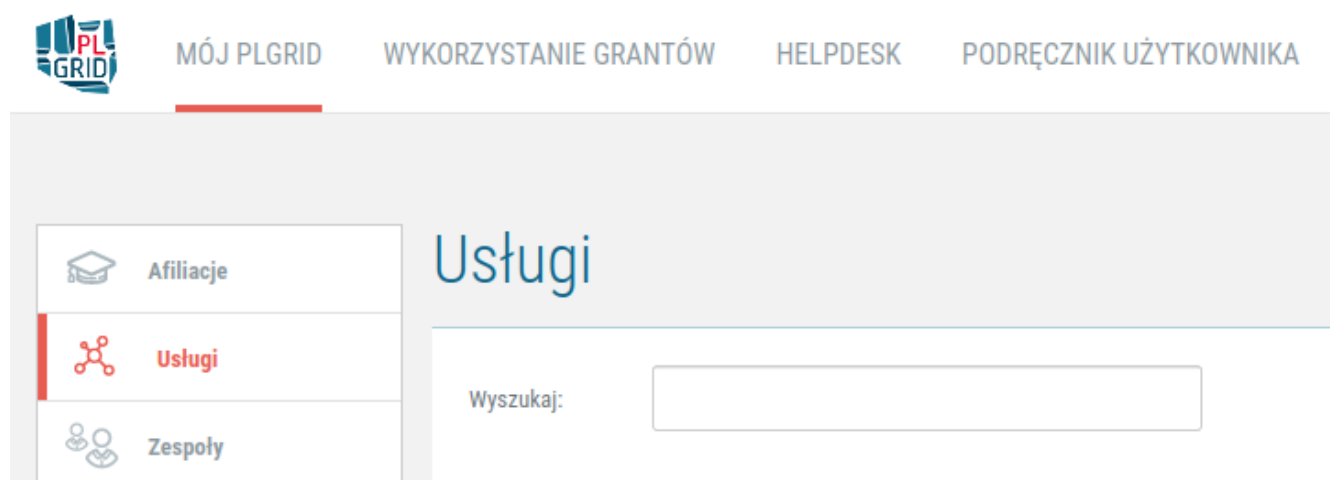 PL
GRID
MÓJ PLGRID
WYKORZYSTANIE GRANTÓW
HELPDESK
PODRĘCZNIK UŻYTKOWNIKA
Afiliacje
Usługi
Zespoły
Usługi
Wyszukaj: